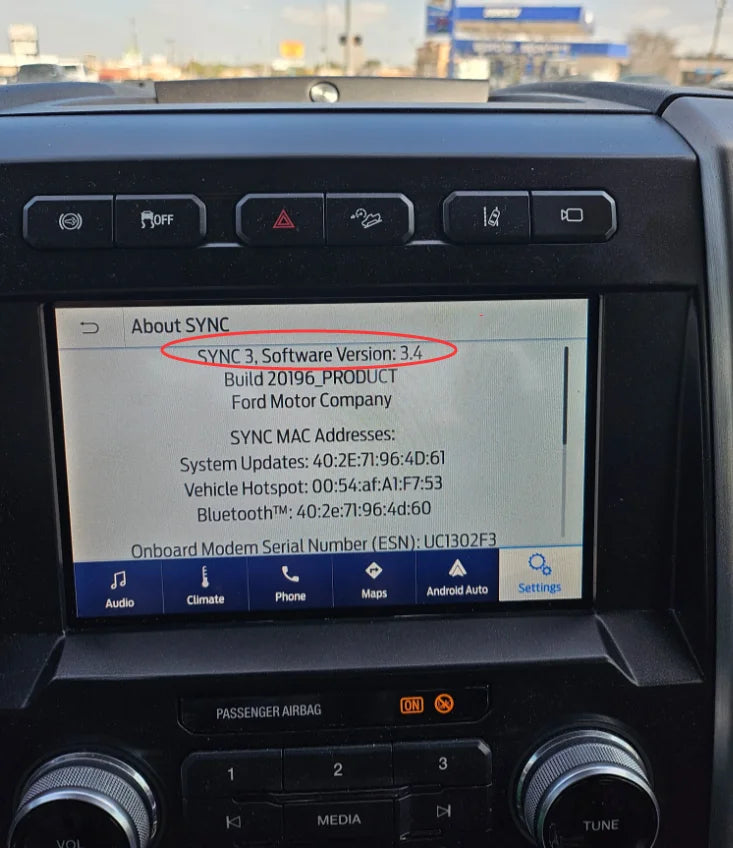 OFF
About SYNC
SYNC 3, Software Version: 3.4
Build 20196_PRODUCT
Ford Motor Company
SYNC MAC Addresses:
System Updates: 40:2E:71:96:4D:61
Vehicle Hotspot: 00:54:af:A1:F7:53
Bluetooth™: 40:2e:71:96:4d:60
Onboard Modem Serial Number (ESN): UC1302F3
Audio
Climate
Phone
Maps
Android Auto
Settings
PASSENGER AIRBAG
ON
1
2
3
VOL
MEDIA
TUNE